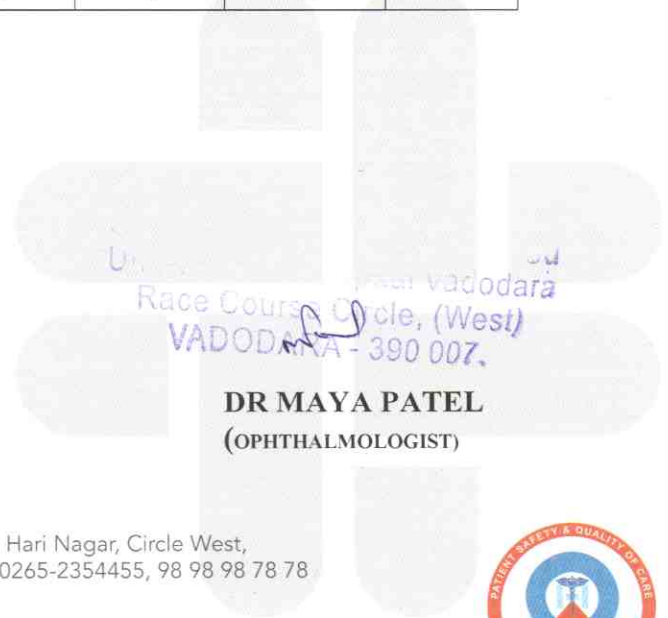 Vadodara
Race Course Circle, (West)
VADODARA - 390 007.
DR MAYA PATEL
(OPHTHALMOLOGIST)
Hari Nagar, Circle West,
0265-2354455, 98 98 98 78 78
PATIENT SAFETY & QUALITY OF CARE